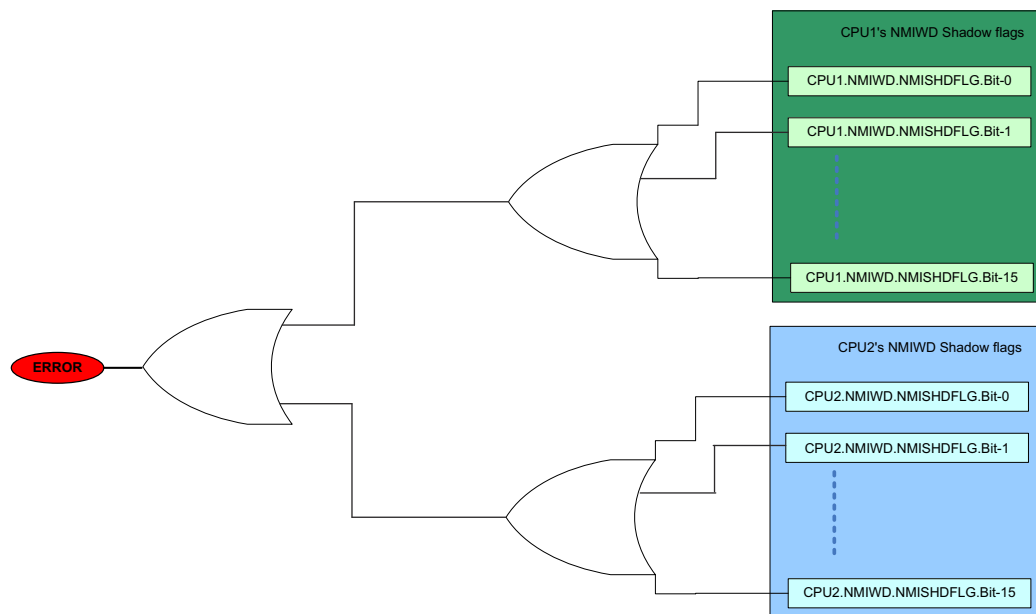 CPU1's NMIWD Shadow flags
CPU1.NMIWD.NMISHDFLG.Bit-0
CPU1.NMIWD.NMISHDFLG.Bit-1
CPU1.NMIWD.NMISHDFLG.Bit-15
ERROR
CPU2's NMIWD Shadow flags
CPU2.NMIWD.NMISHDFLG.Bit-0
CPU2.NMIWD.NMISHDFLG.Bit-1
CPU2.NMIWD.NMISHDFLG.Bit-15